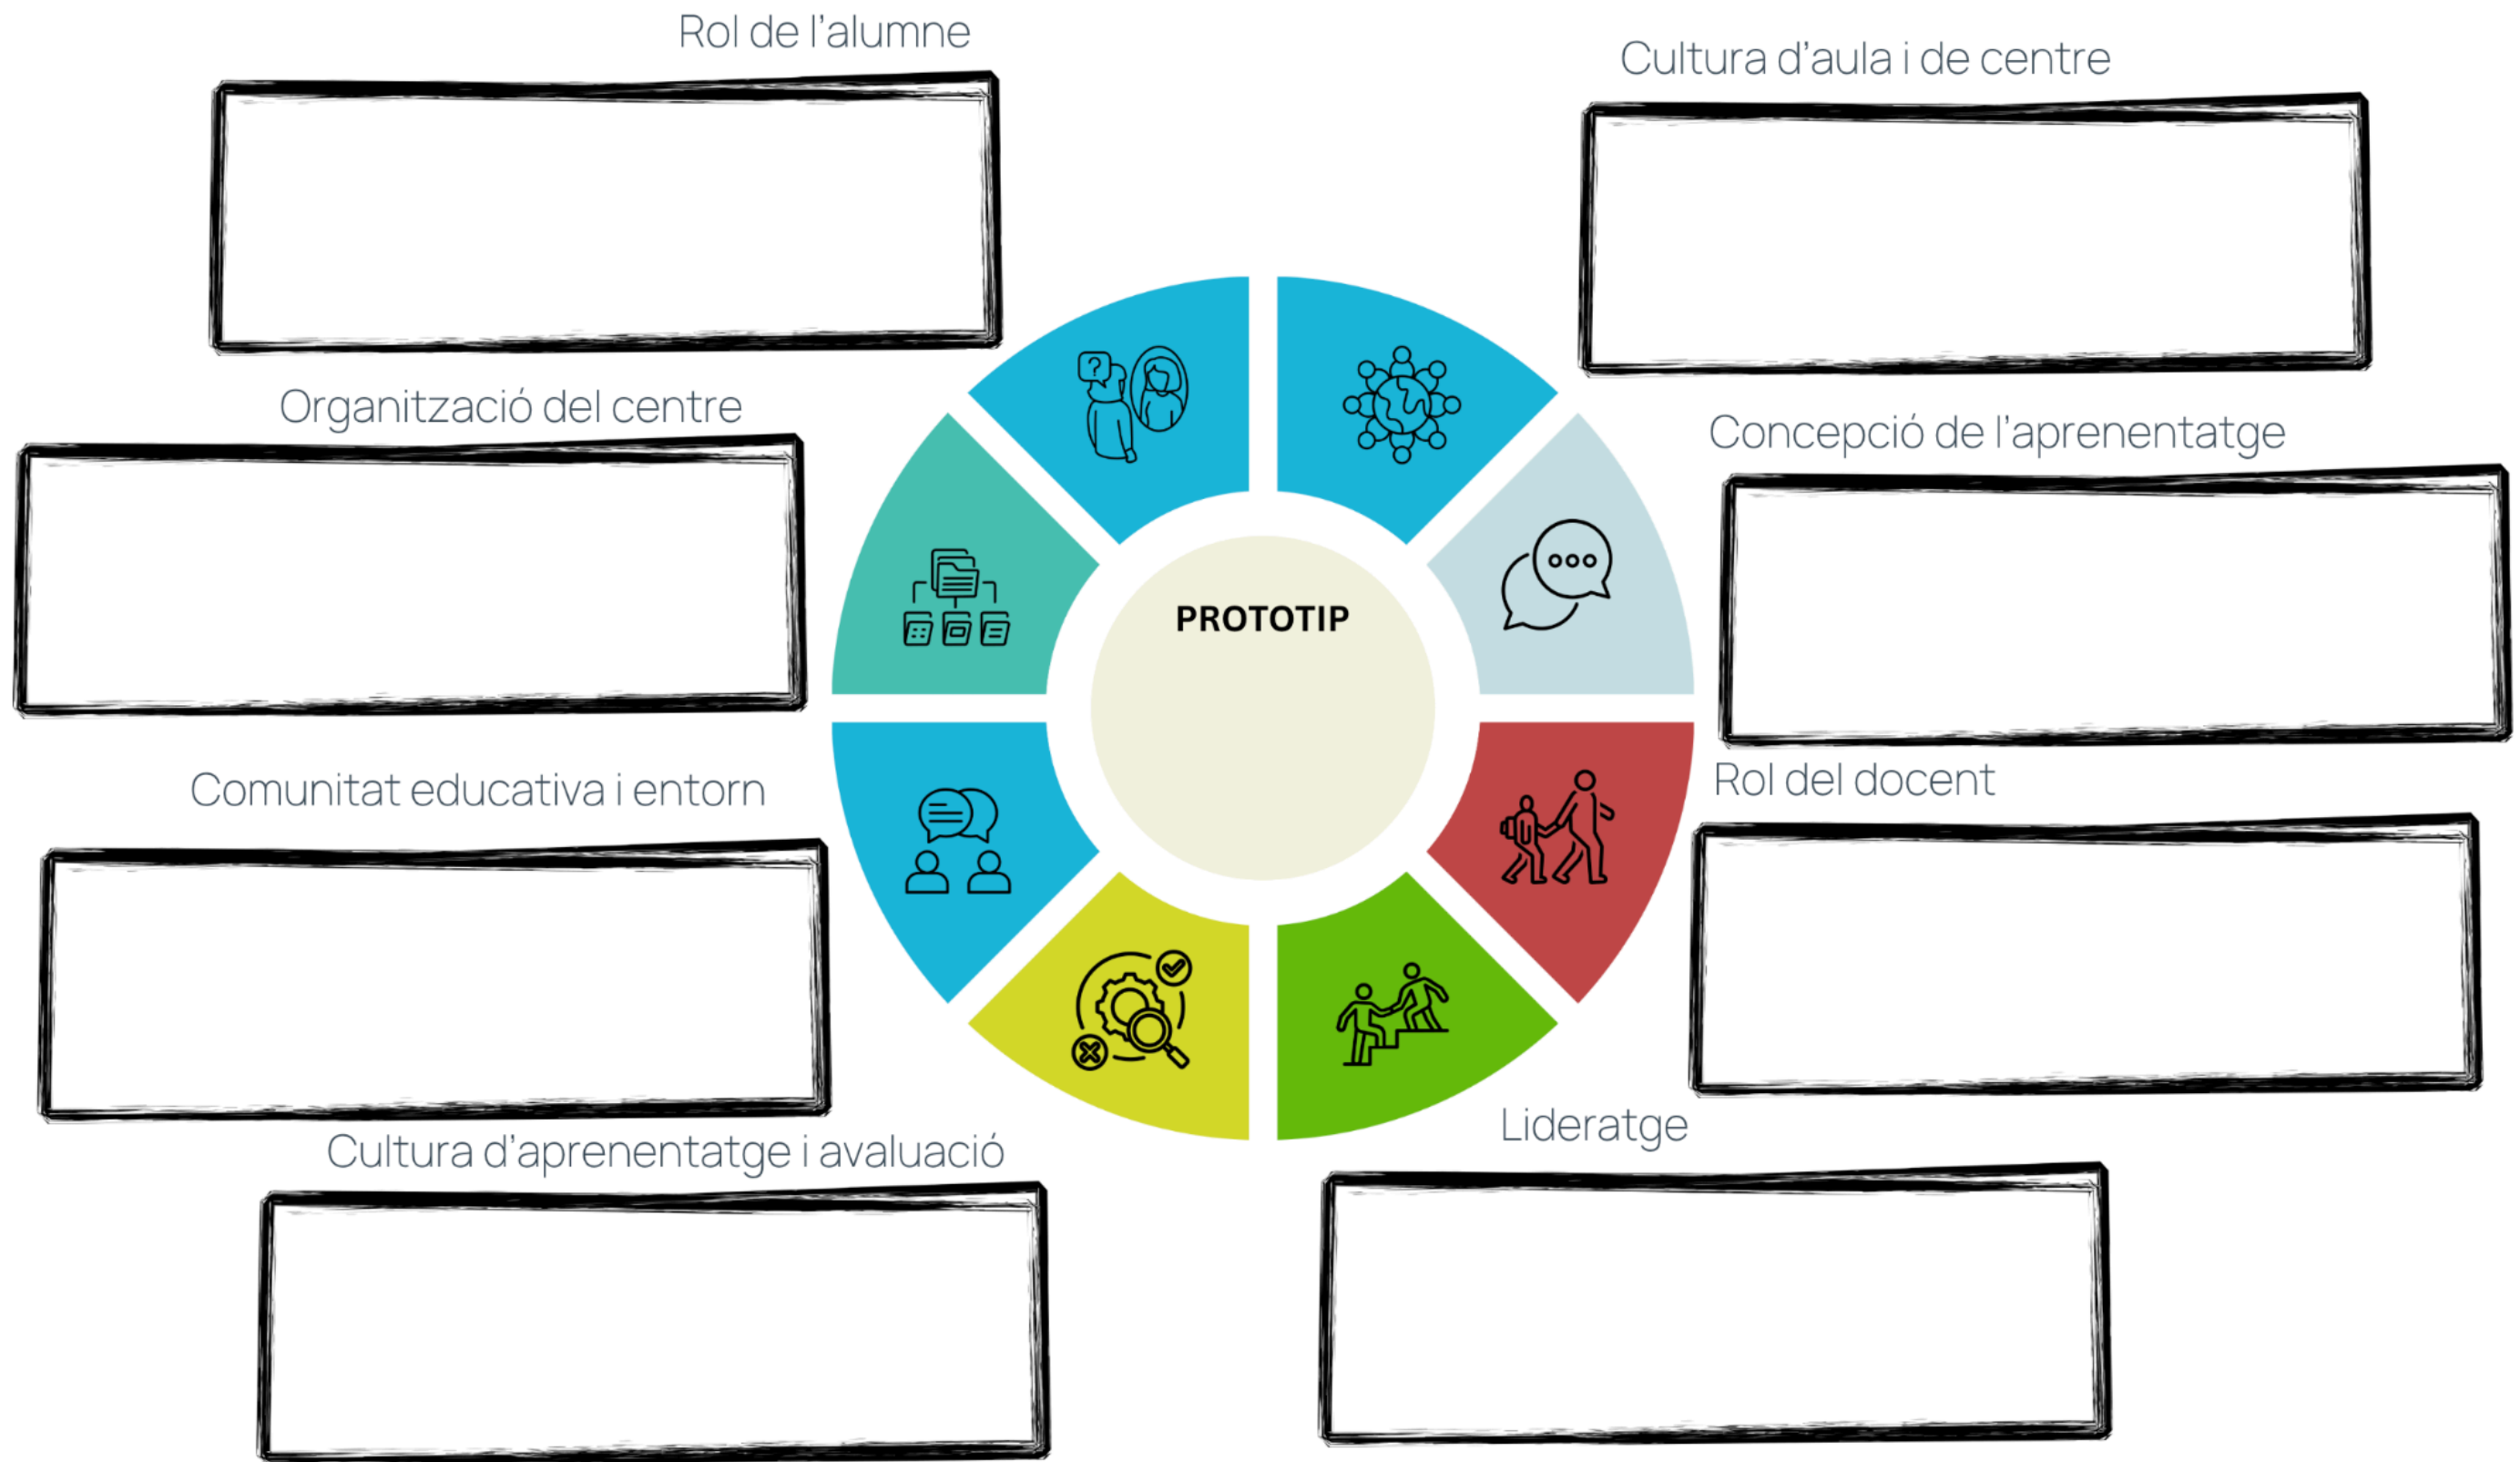 Rol de l'alumne
Cultura d'aula i de centre
Organització del centre
Concepció de l'aprenentatge
?
PROTOTIP
Comunitat educativa i entorn
Rol del docent
Cultura d'aprenentatge i avaluació
Lideratge